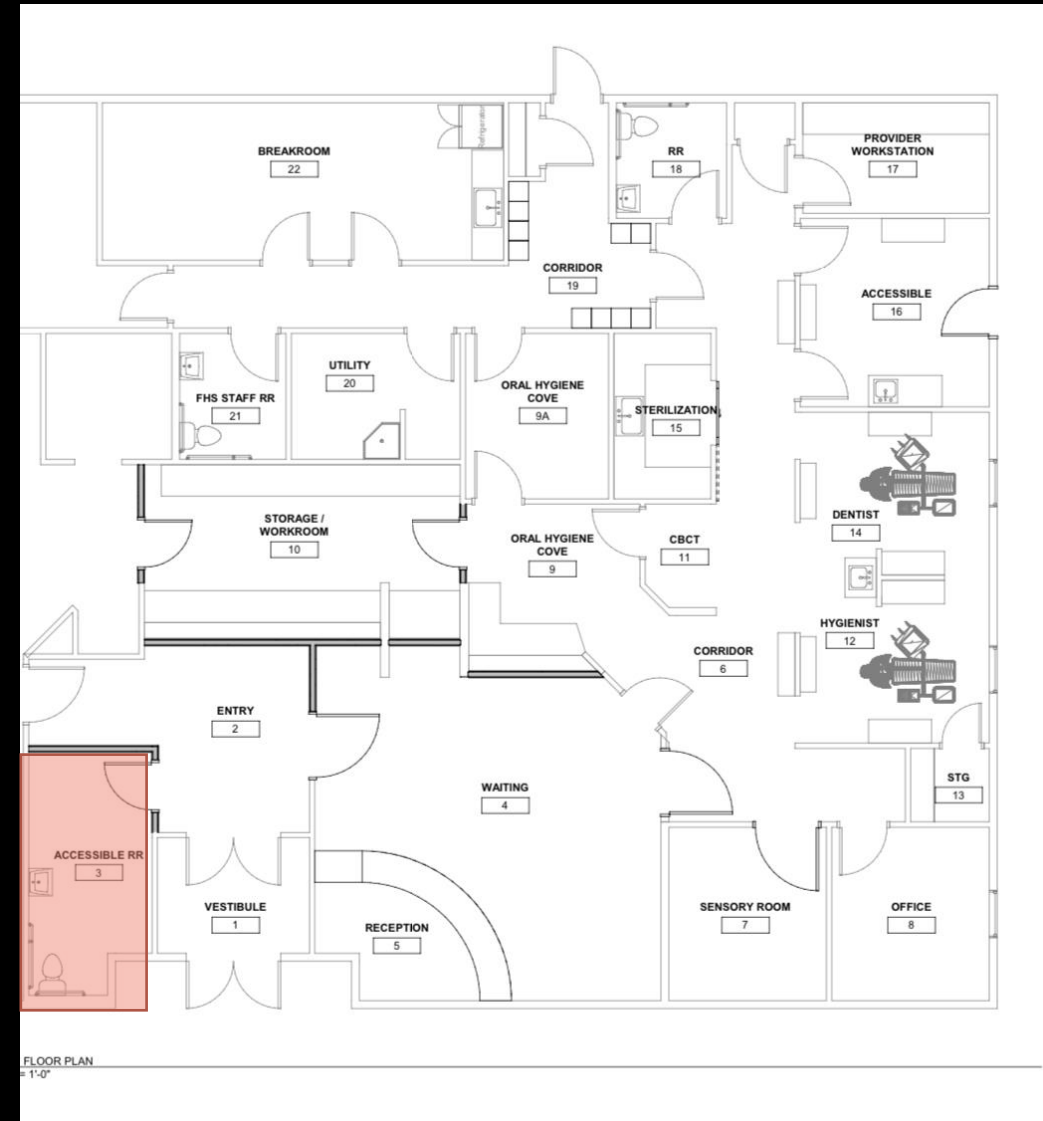 BREAKROOM
22
Refrigerator
RR
18
PROVIDER
WORKSTATION
17
CORRIDOR
19
ACCESSIBLE
16
UTILITY
20
FHS STAFF RR
21
ORAL HYGIENE
COVE
9A
STERILIZATION
15
STORAGE /
WORKROOM
10
ORAL HYGIENE
COVE
9
CBCT
11
DENTIST
14
HYGIENIST
12
CORRIDOR
6
ENTRY
2
WAITING
4
STG
13
ACCESSIBLE RR
3
VESTIBULE
1
RECEPTION
5
SENSORY ROOM
7
OFFICE
8
FLOOR PLAN
= 1'-0"